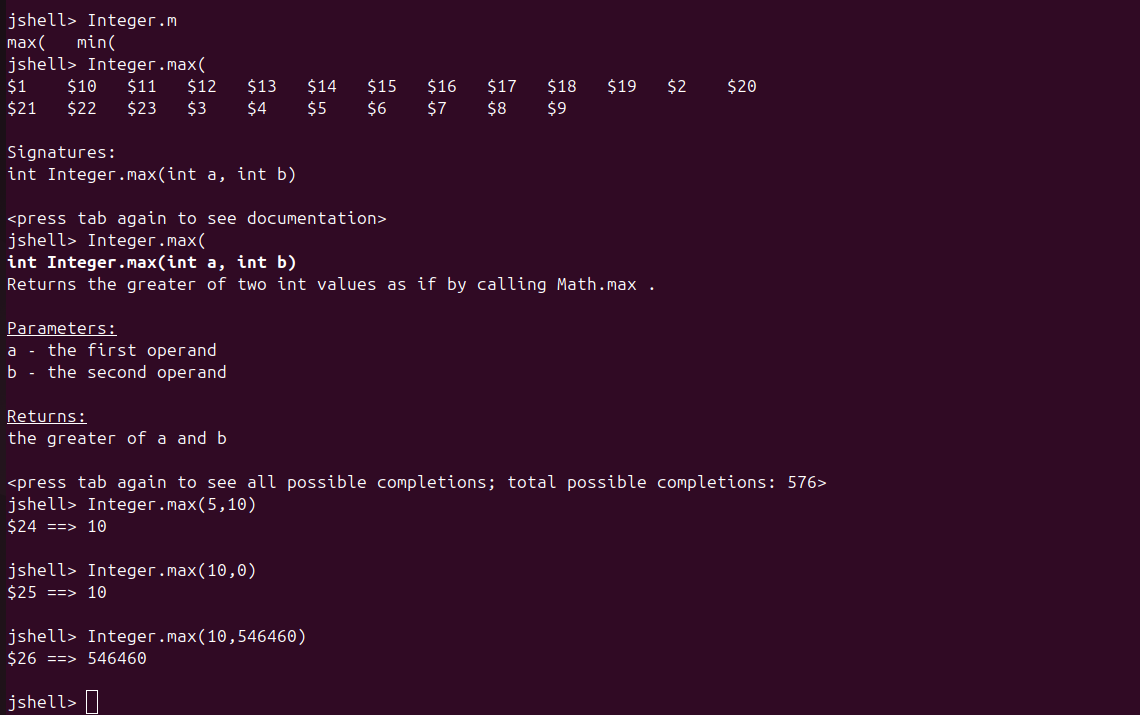 jshell> Integer.m
max(   min(
jshell> Integer.max(
$1    $10   $11   $12   $13   $14   $15   $16   $17   $18   $19   $2    $20
$21   $22   $23   $3    $4    $5    $6    $7    $8    $9
Signatures:
int Integer.max(int a, int b)
<press tab again to see documentation>
jshell> Integer.max(
int Integer.max(int a, int b)
Returns the greater of two int values as if by calling Math.max .
Parameters:
a - the first operand
b - the second operand
Returns:
the greater of a and b
<press tab again to see all possible completions; total possible completions: 576>
jshell> Integer.max(5,10)
$24 ==> 10
jshell> Integer.max(10,0)
$25 ==> 10
jshell> Integer.max(10,546460)
$26 ==> 546460
jshell>